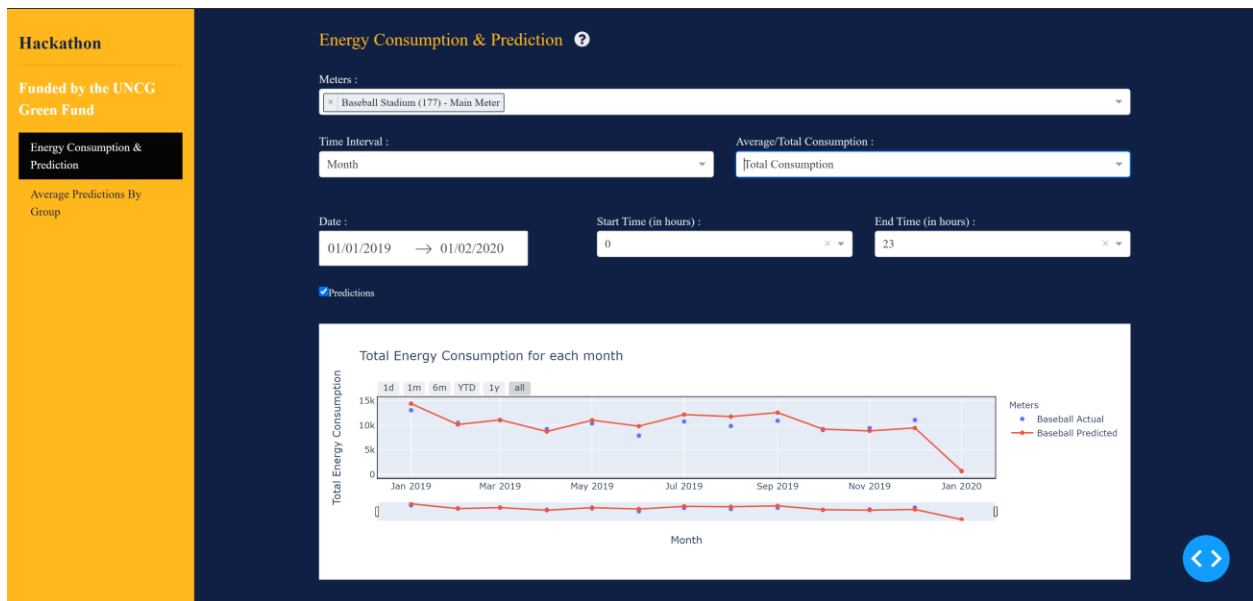 Hackathon
Funded by the UNCG
Green Fund
Energy Consumption &
Prediction
Average Predictions By
Group
Energy Consumption & Prediction ?
Meters :
× Baseball Stadium (177) - Main Meter
Time Interval :
Month
Average/Total Consumption :
Total Consumption
Date :
01/01/2019 → 01/02/2020
Start Time (in hours) :
0 ×
End Time (in hours) :
23 ×
Predictions
Total Energy Consumption for each month
1d 1m 6m YTD 1y all
Total Energy Consumption
15k
10k
5k
0
Jan 2019 Mar 2019 May 2019 Jul 2019 Sep 2019 Nov 2019 Jan 2020
Month
Meters
Baseball Actual
Baseball Predicted